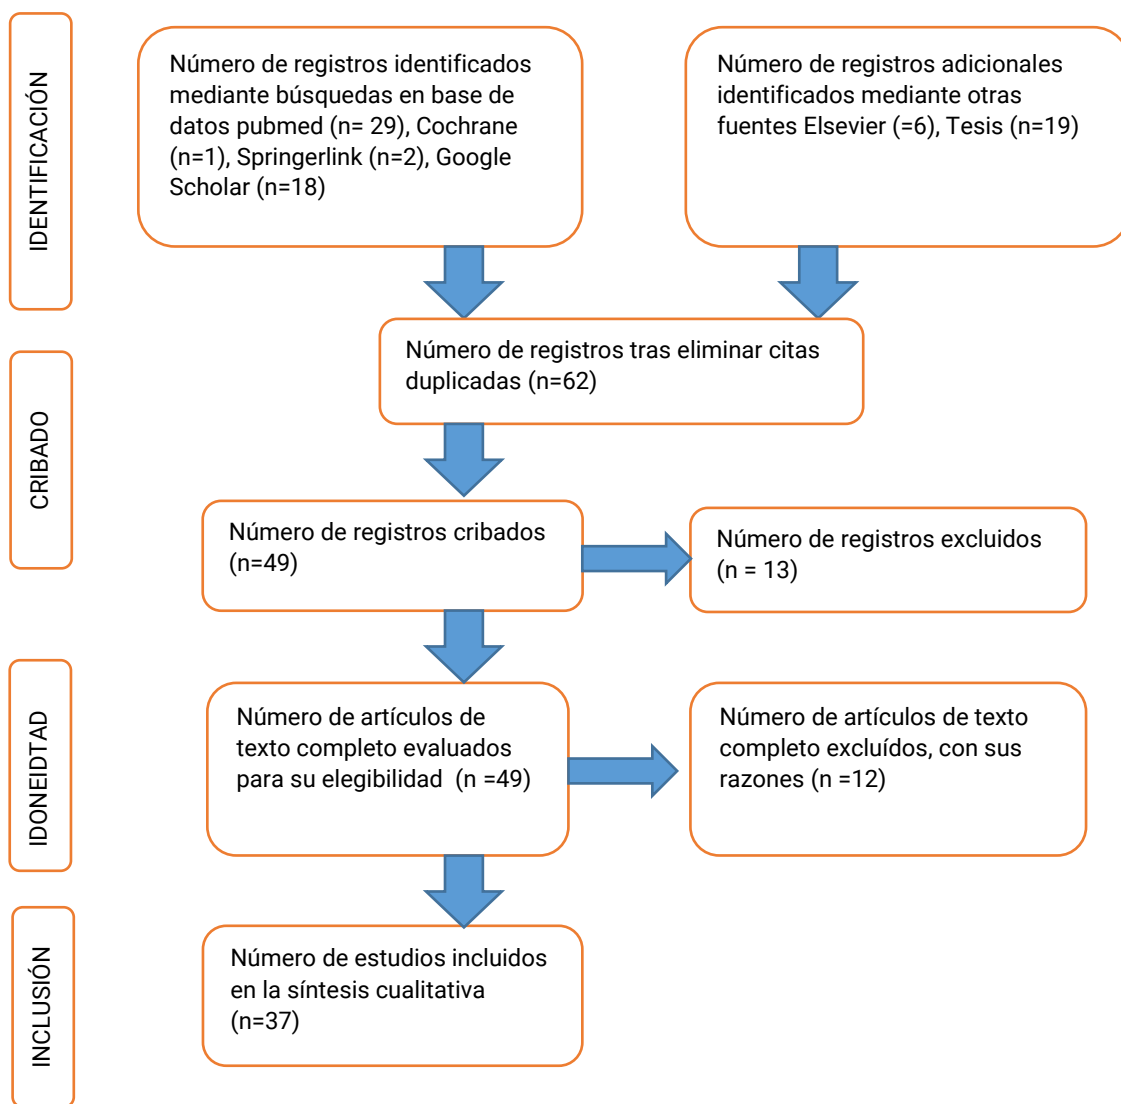 IDENTIFICACIÓN
Número de registros identificados
mediante búsquedas en base de
datos pubmed (n= 29), Cochrane
(n=1), Springerlink (n=2), Google
Scholar (n=18)
Número de registros adicionales
identificados mediante otras
fuentes Elsevier (=6), Tesis (n=19)
CRIBADO
Número de registros tras eliminar citas
duplicadas (n=62)
Número de registros cribados
(n=49)
Número de registros excluidos
(n = 13)
IDONEIDTAD
Número de artículos de
texto completo evaluados
para su elegibilidad  (n =49)
Número de artículos de texto
completo excluídos, con sus
razones (n =12)
INCLUSIÓN
Número de estudios incluidos
en la síntesis cualitativa
(n=37)